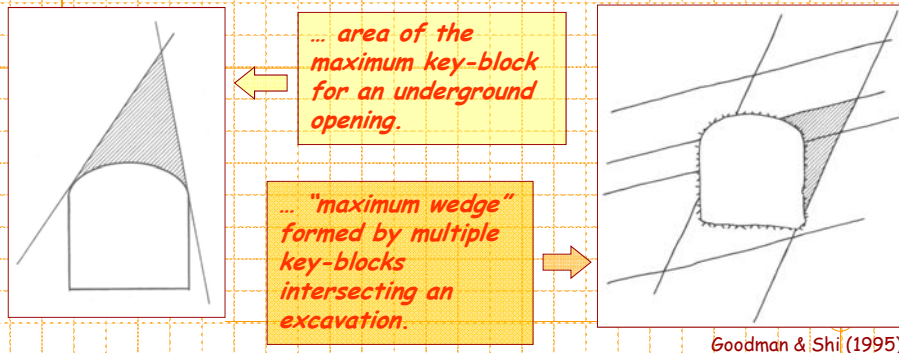 … area of the
maximum key-block
for an underground
opening.
… “maximum wedge”
formed by multiple
key-blocks
intersecting an
excavation.
Goodman & Shi (1995)